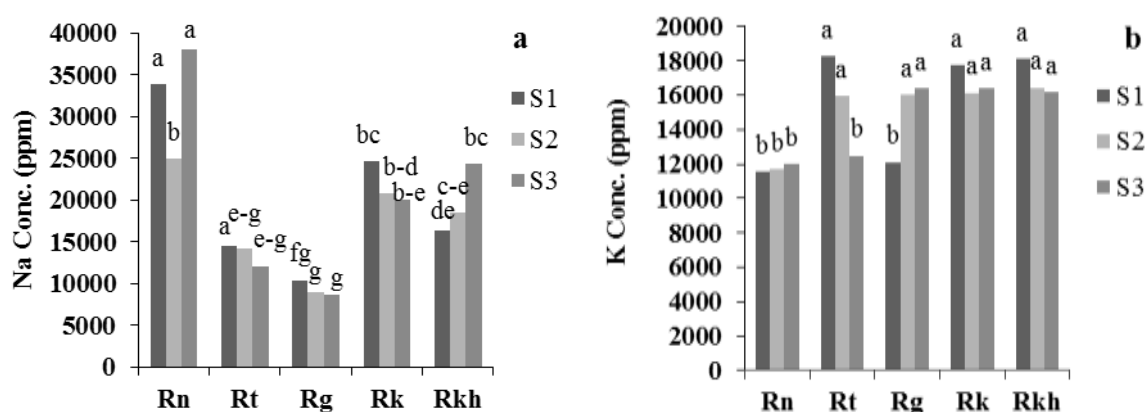 a
Na Conc. (ppm)
40000
35000
30000
25000
20000
15000
10000
5000
0
a
b
a
a
e-g
e-g
fg
g
g
bc
b-d
b-e
de
c-e
bc
Rn
Rt
Rg
Rk
Rkh
S1
S2
S3
b
K Conc. (ppm)
20000
18000
16000
14000
12000
10000
8000
6000
4000
2000
0
b
b
b
a
a
b
b
a
a
a
a
a
a
a
a
Rn
Rt
Rg
Rk
Rkh
S1
S2
S3